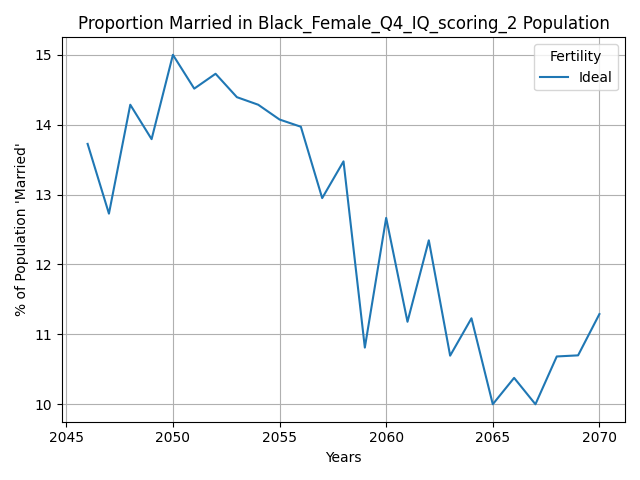 Proportion Married in Black_Female_Q4_IQ_scoring_2 Population
Fertility
Ideal
% of Population 'Married'
15
14
13
12
11
10
2045
2050
2055
2060
2065
2070
Years